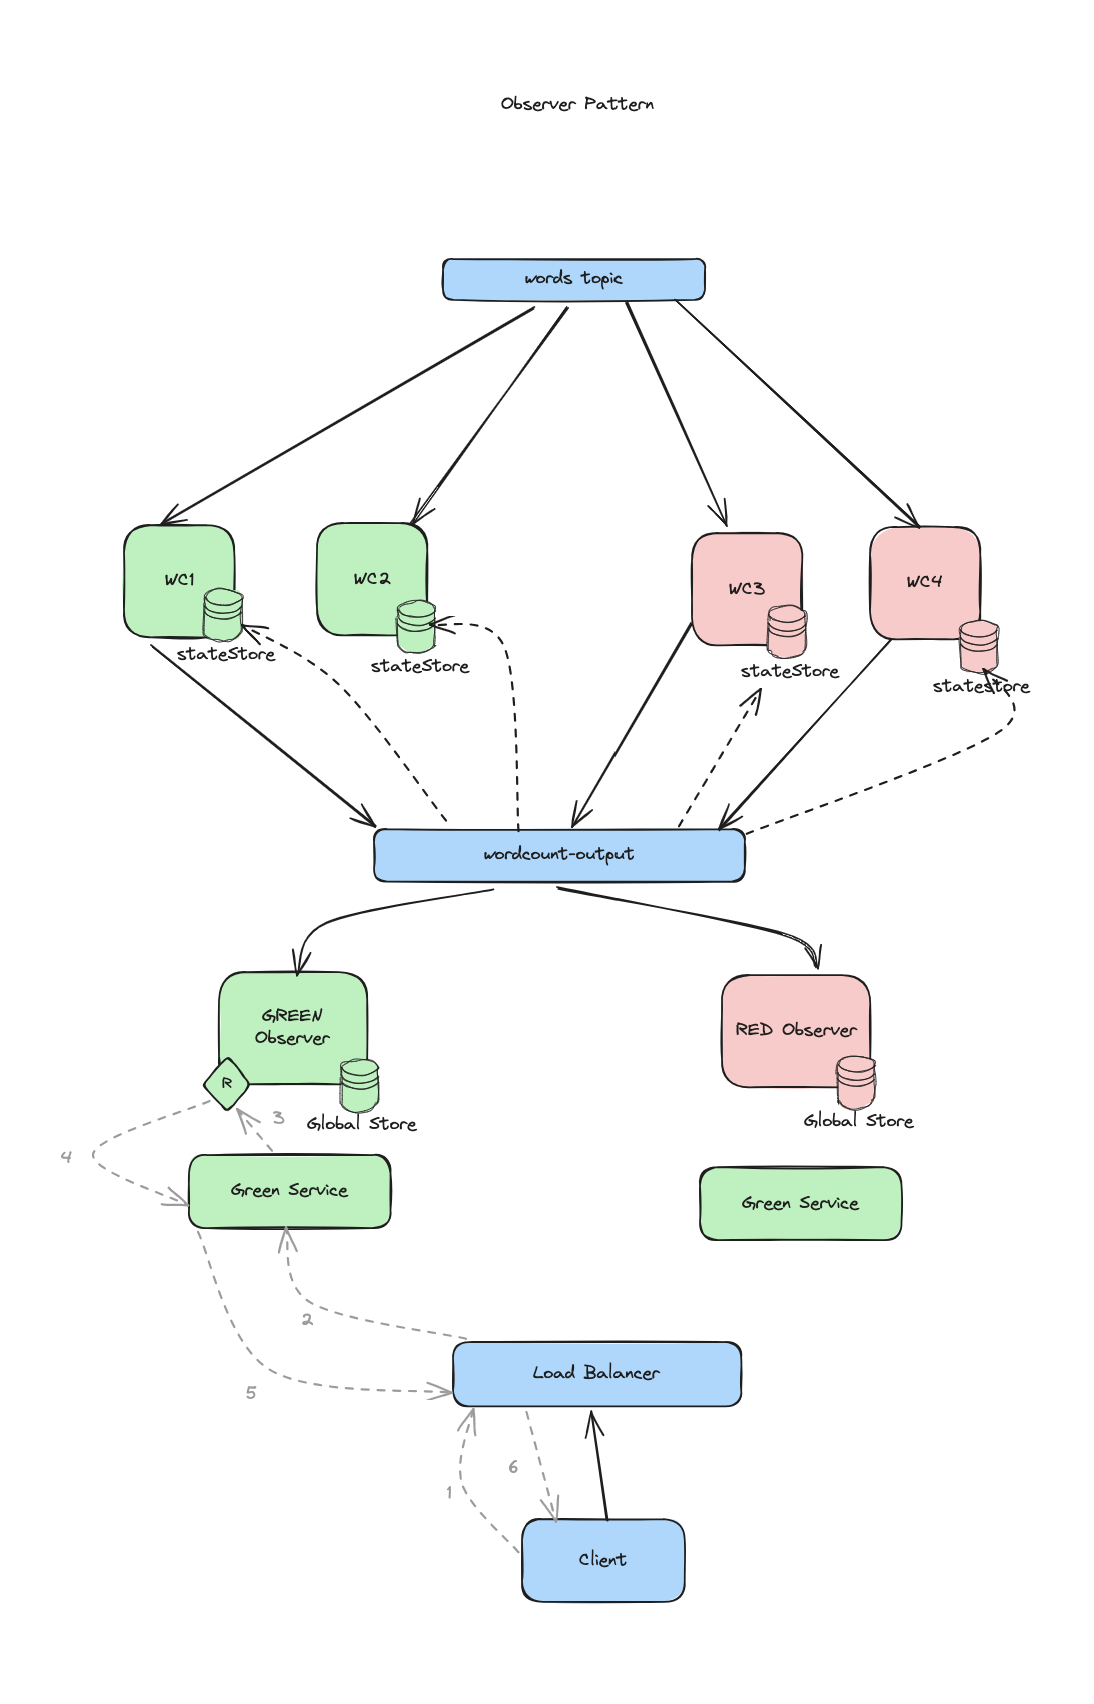 Observer Pattern
words topic
WC1
WC2
WC3
WC4
stateStore
stateStore
stateStore
stateStore
wordcount-output
GREEN
Observer
RED Observer
R
Global Store
Global Store
3
4
Green Service
Green Service
2
5
Load Balancer
6
1
Client